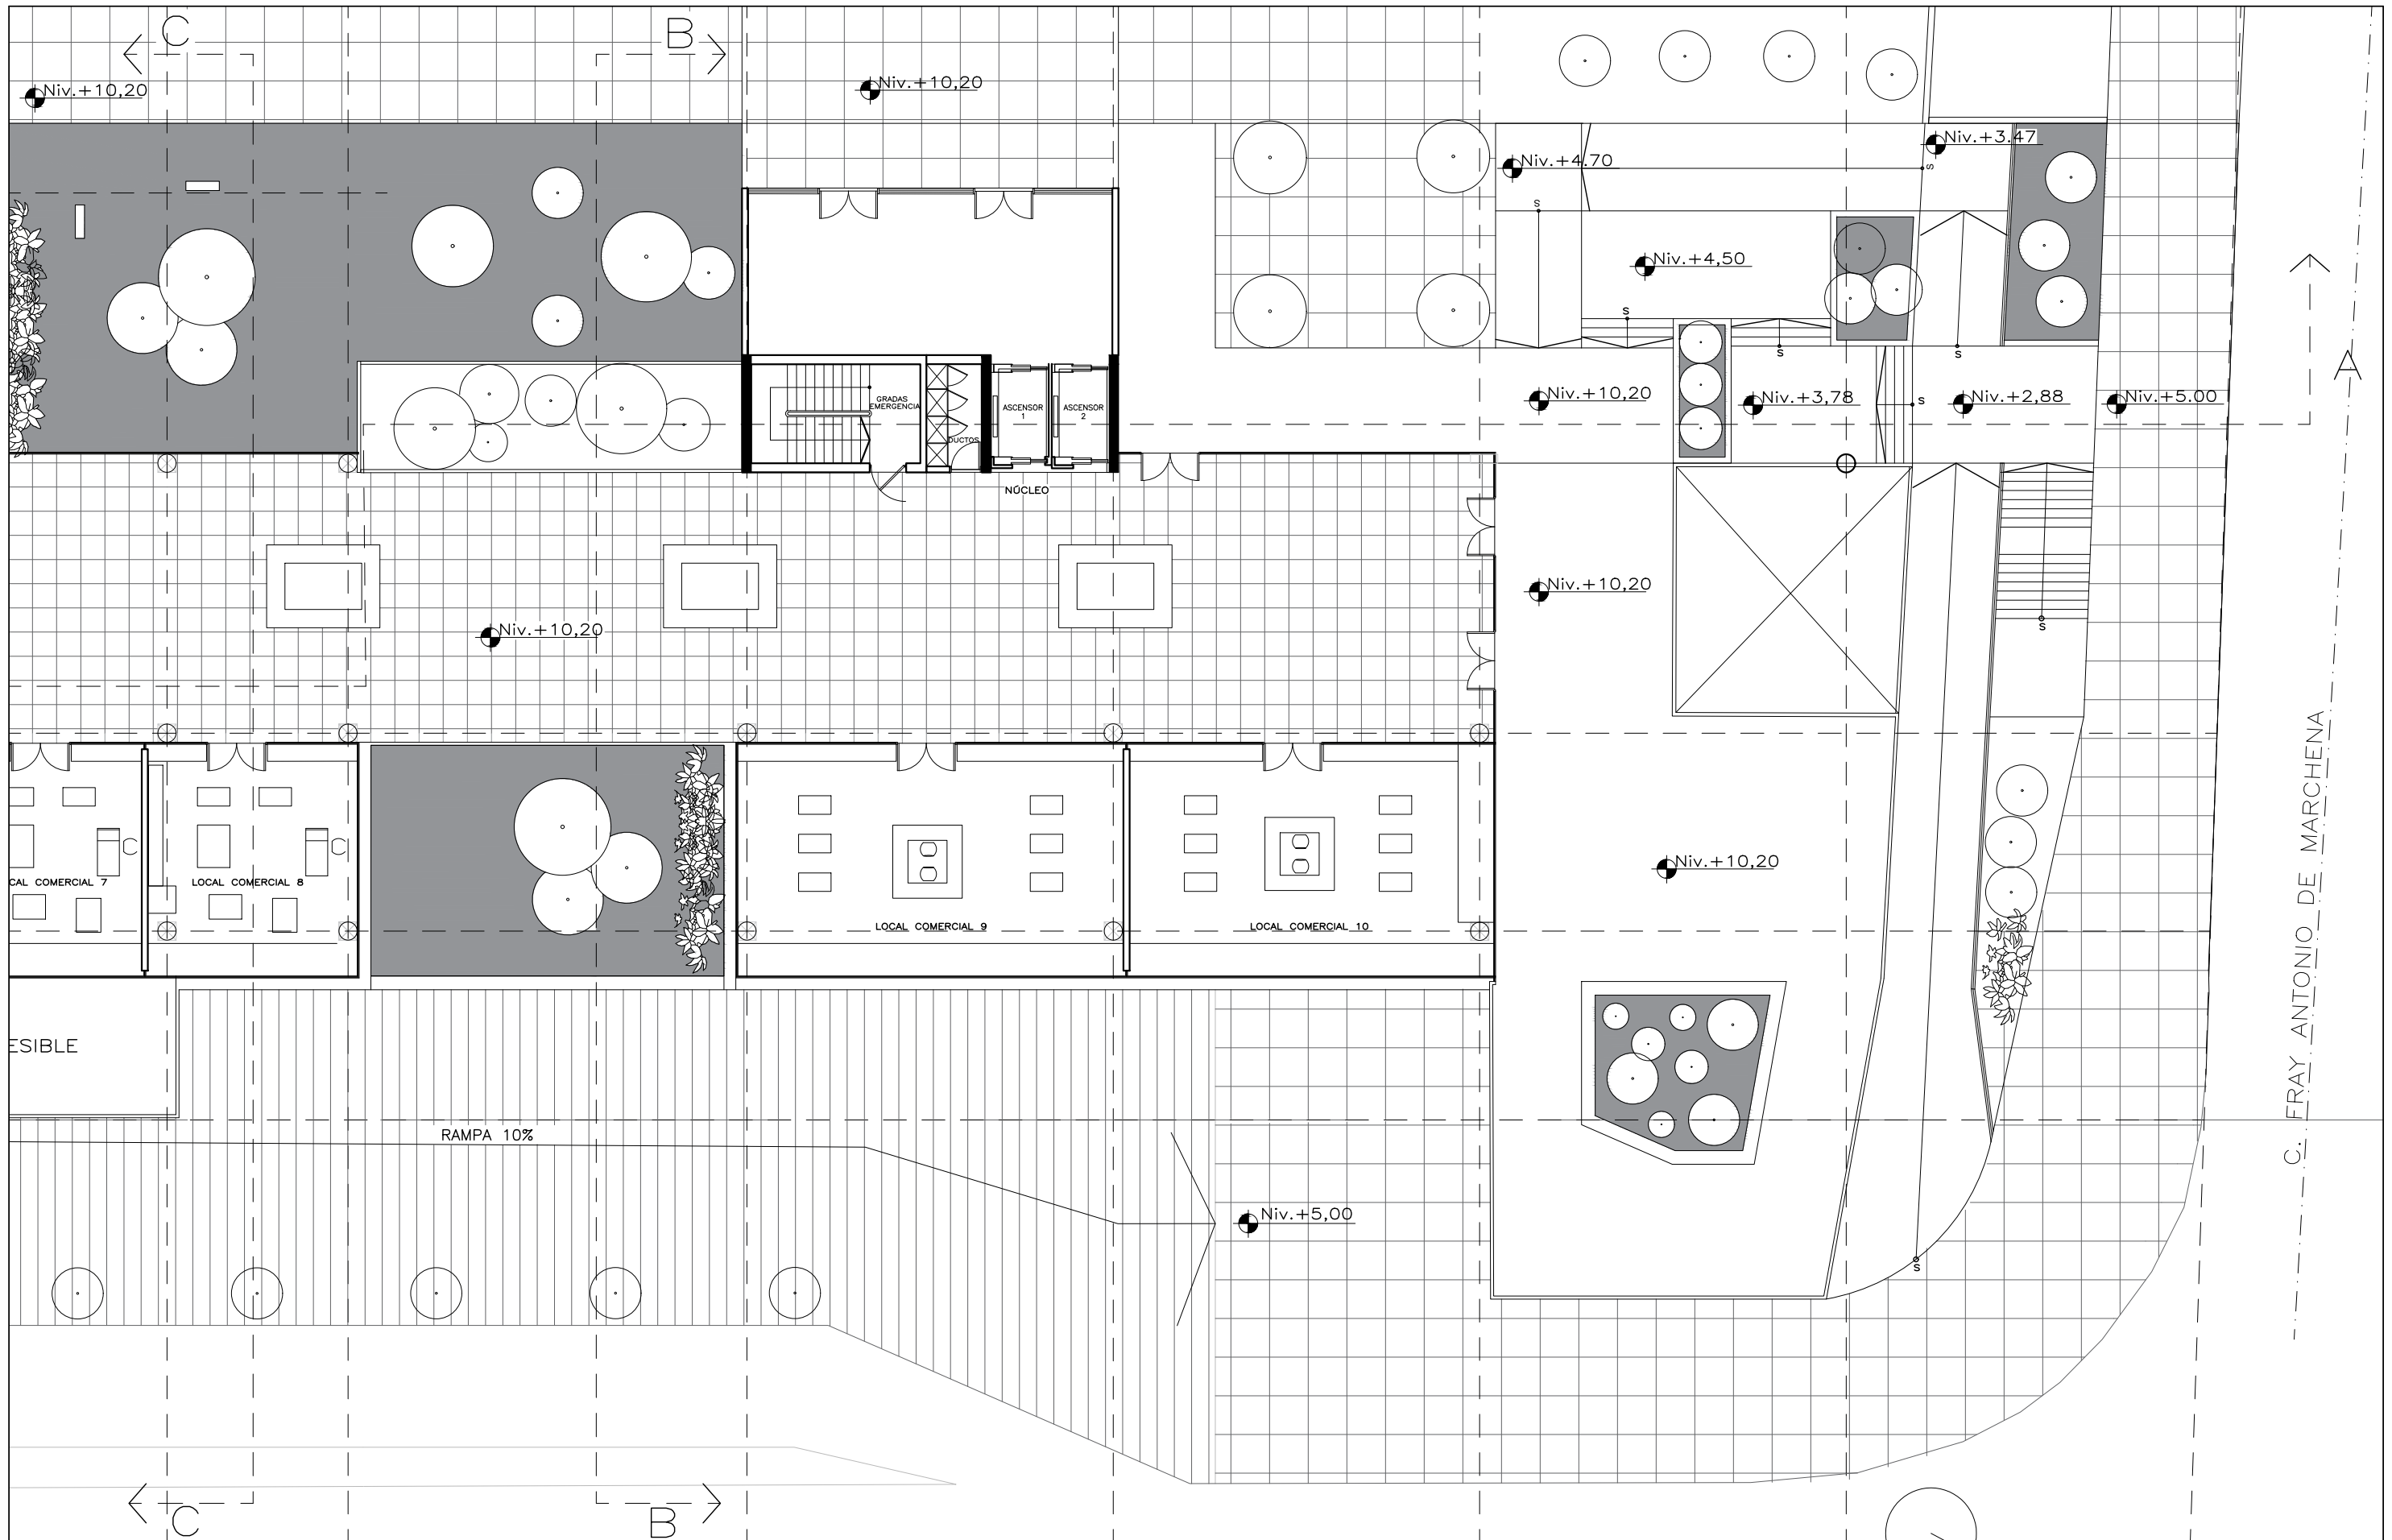 C
B
Niv.+10,20
Niv.+10,20
Niv.+3.47
Niv.+4.70
S
S
Niv.+4,50
S
S
S
A
GRADAS
EMERGENCIA
DUCTOS
ASCENSOR
1
ASCENSOR
2
Niv.+10,20
Niv.+3,78
S
Niv.+2,88
Niv.+5.00
NÚCLEO
Niv.+10,20
Niv.+10,20
S
C. FRAY ANTONIO DE MARCHENA
C
C
CAL COMERCIAL 7
LOCAL COMERCIAL 8
Niv.+10,20
LOCAL COMERCIAL 9
LOCAL COMERCIAL 10
ESIBLE
RAMPA 10%
Niv.+5,00
S
C
B